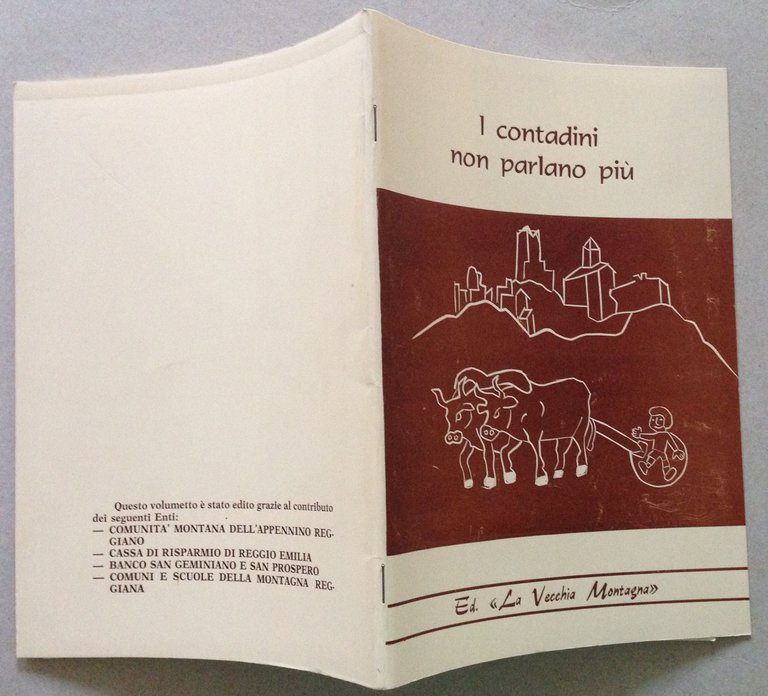 I contadini
non parlano più
Ed. «La Vecchia Montagna»
Questo volumetto è stato edito grazie al contributo
dei seguenti Enti:
— COMUNITA' MONTANA DELL'APPENNINO REG-
GIANO
— CASSA DI RISPARMIO DI REGGIO EMILIA
— BANCO SAN GEMINIANO E SAN PROSPERO
— COMUNI E SCUOLE DELLA MONTAGNA REG-
GIANA